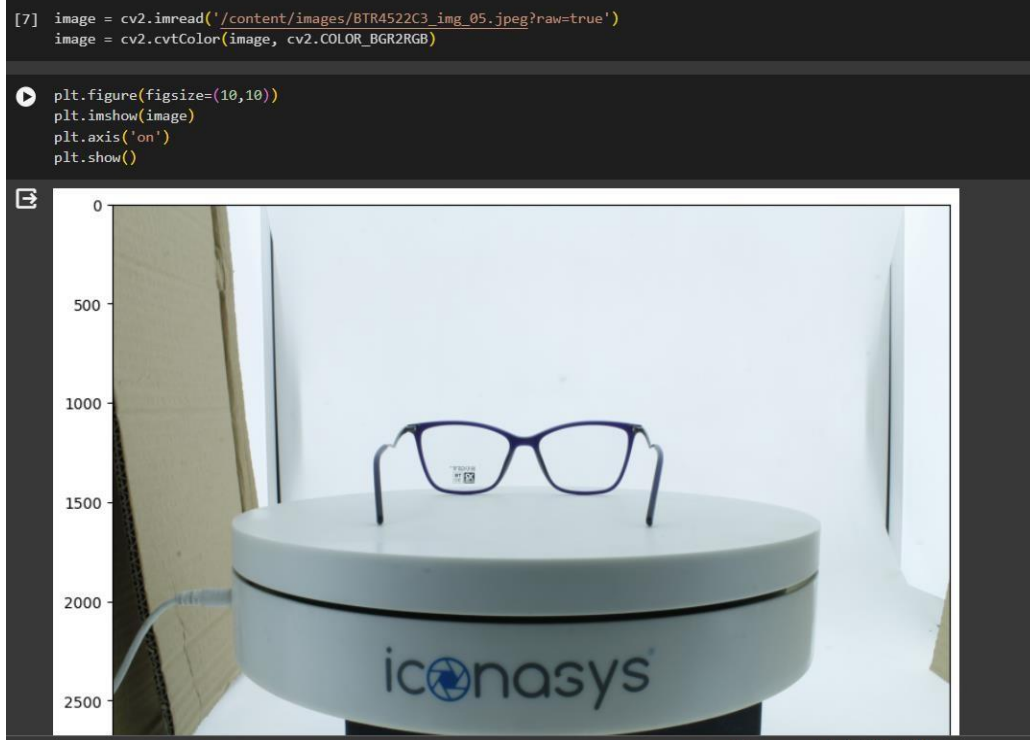 [7] image = cv2.imread('/content/images/BTR4522C3_img_05.jpeg?raw=true')
image = cv2.cvtColor(image, cv2.COLOR_BGR2RGB)
plt.figure(figsize=(10,10))
plt.imshow(image)
plt.axis('on')
plt.show()
0
500
1000
1500
2000
2500
iconasys